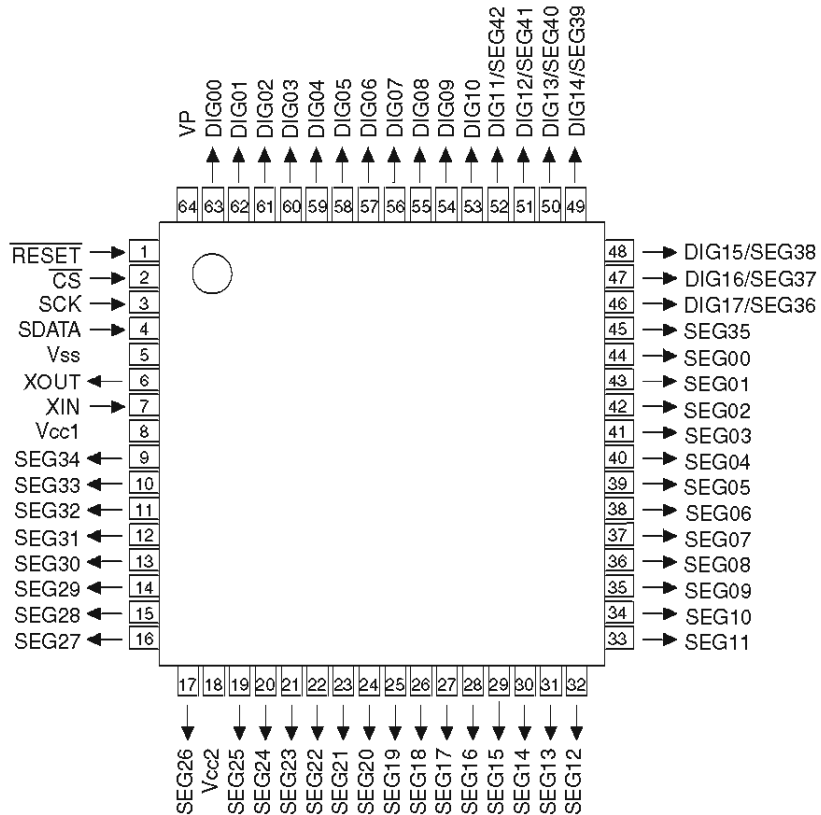 VP
DIG00
DIG01
DIG02
DIG03
DIG04
DIG05
DIG06
DIG07
DIG08
DIG09
DIG10
DIG11/SEG42
DIG12/SEG41
DIG13/SEG40
DIG14/SEG39
64 63 62 61 60 59 58 57 56 55 54 53 52 51 50 49
RESET 1
CS 2
SCK 3
SDATA 4
Vss 5
XOUT 6
XIN 7
Vcc1 8
SEG34 9
SEG33 10
SEG32 11
SEG31 12
SEG30 13
SEG29 14
SEG28 15
SEG27 16
48 DIG15/SEG38
47 DIG16/SEG37
46 DIG17/SEG36
45 SEG35
44 SEG00
43 SEG01
42 SEG02
41 SEG03
40 SEG04
39 SEG05
38 SEG06
37 SEG07
36 SEG08
35 SEG09
34 SEG10
33 SEG11
17 18 19 20 21 22 23 24 25 26 27 28 29 30 31 32
SEG26
Vcc2
SEG25
SEG24
SEG23
SEG22
SEG21
SEG20
SEG19
SEG18
SEG17
SEG16
SEG15
SEG14
SEG13
SEG12